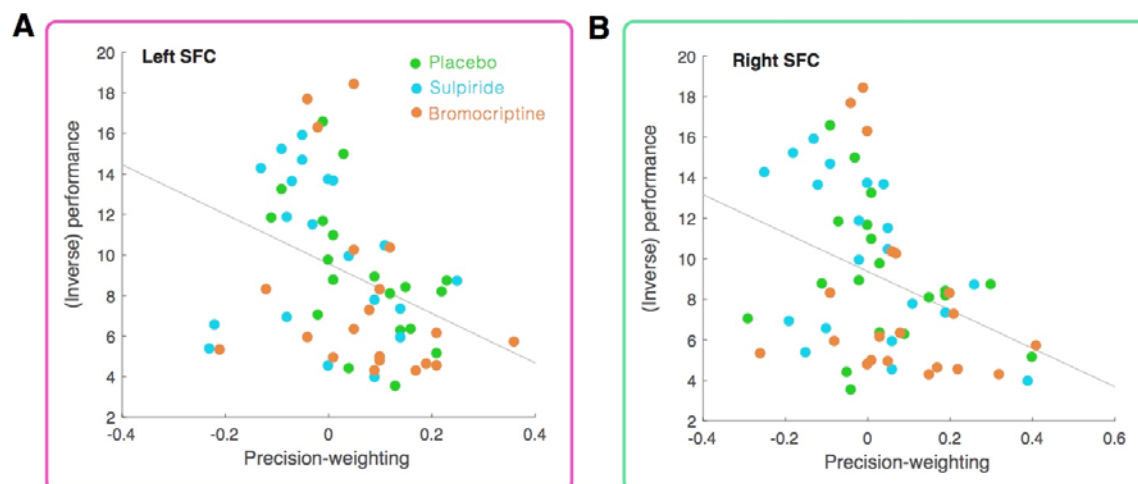 A
Left SFC
Placebo
Sulpiride
Bromocriptine
(Inverse) performance
20
18
16
14
12
10
8
6
4
2
-0.4
-0.2
0
0.2
0.4
Precision-weighting
B
Right SFC
(Inverse) performance
20
18
16
14
12
10
8
6
4
2
-0.4
-0.2
0
0.2
0.4
0.6
Precision-weighting